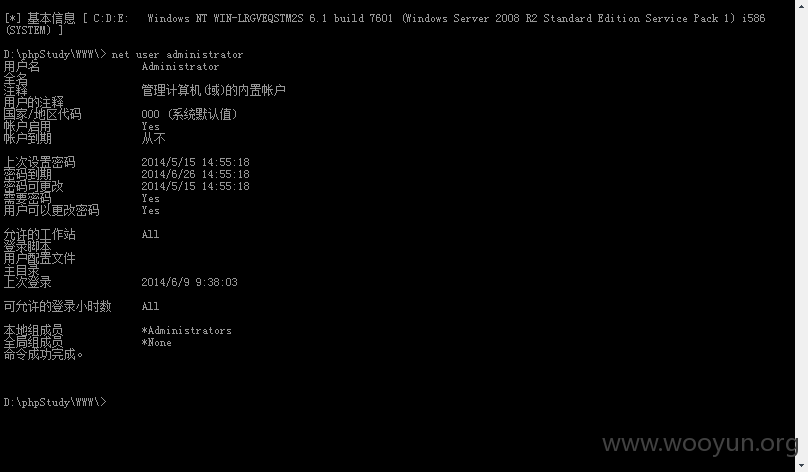 [*] 基本信息 [ C:D:E:   Windows NT WIN-LRGVEQSTM2S 6.1 build 7601 (Windows Server 2008 R2 Standard Edition Service Pack 1) i586
(SYSTEM) ]
D:\phpStudy\WWW\> net user administrator
用户名 Administrator
全名
注释 管理计算机(域)的内置帐户
用户的注释
国家/地区代码 000 (系统默认值)
帐户启用 Yes
帐户到期 从不
上次设置密码 2014/5/15 14:55:18
密码到期 2014/6/26 14:55:18
密码可更改 2014/5/15 14:55:18
需要密码 Yes
用户可以更改密码 Yes
允许的工作站 All
登录脚本
用户配置文件
主目录
上次登录 2014/6/9 9:38:03
可允许的登录小时数 All
本地组成员 *Administrators
全局组成员 *None
命令成功完成。
D:\phpStudy\WWW\>
www.wooyun.org